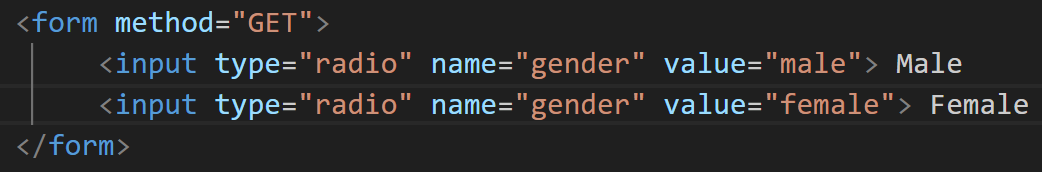 <form method="GET">
<input type="radio" name="gender" value="male"> Male
<input type="radio" name="gender" value="female"> Female
</form>